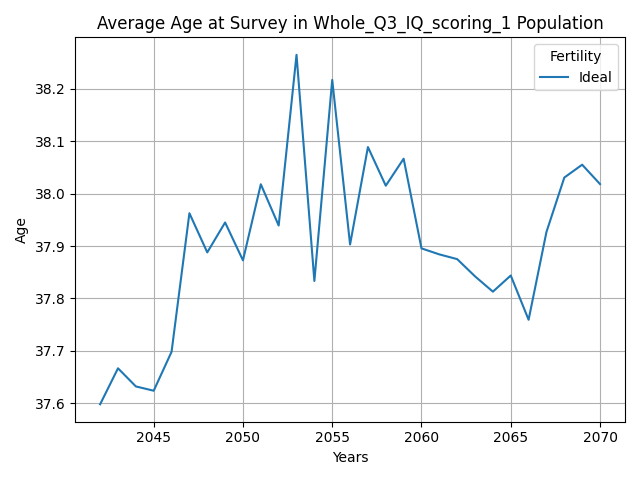 Average Age at Survey in Whole_Q3_IQ_scoring_1 Population
Fertility
Ideal
Age
38.2
38.1
38.0
37.9
37.8
37.7
37.6
2045 2050 2055 2060 2065 2070
Years